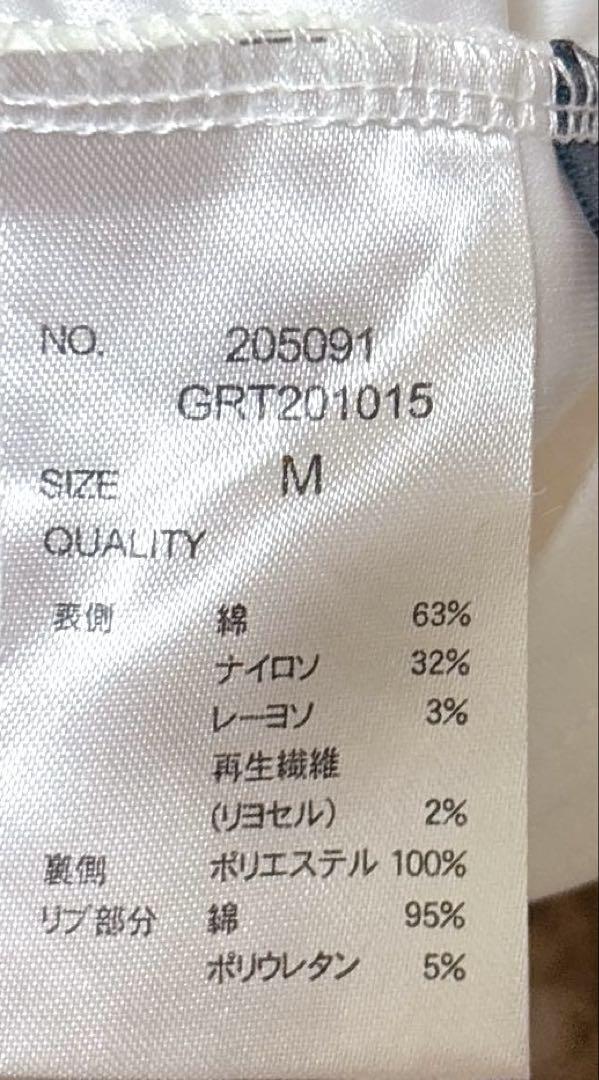 NO. 205091
GRT201015
SIZE M
QUALITY
表側 綿 63%
ナイロン 32%
レーヨン 3%
再生繊維
(リヨセル) 2%
裏側 ポリエステル 100%
リブ部分 綿 95%
ポリウレタン 5%